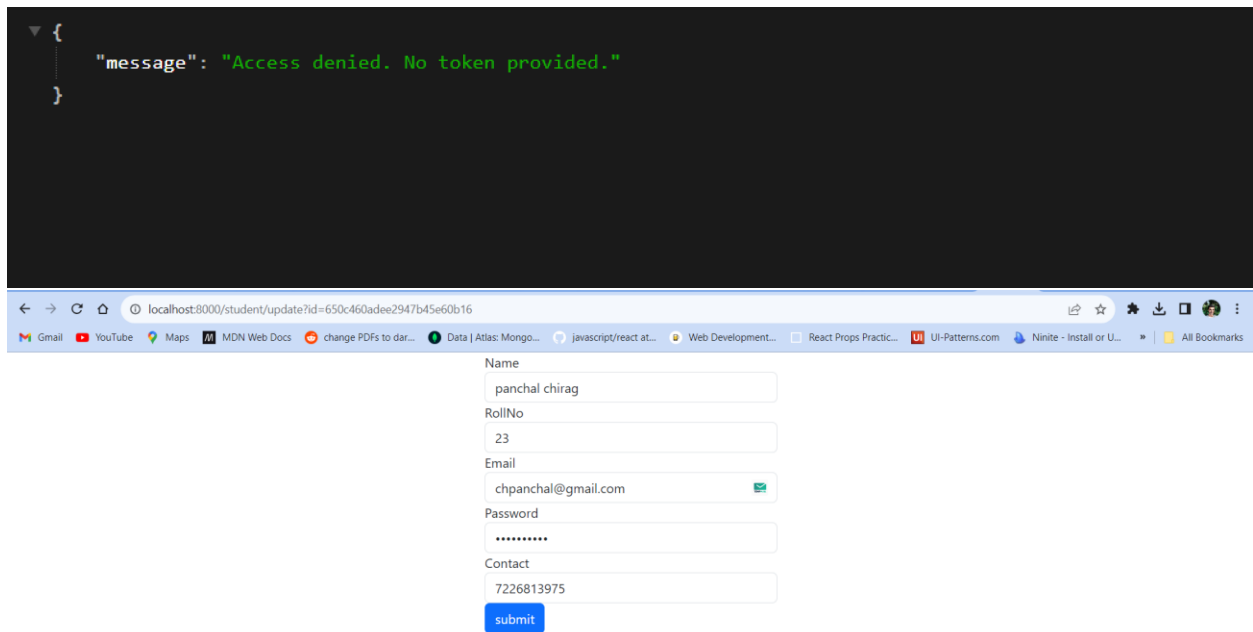 {
"message": "Access denied. No token provided."
}
localhost:8000/student/update?id=650c460adee2947b45e60b16
Gmail YouTube Maps M MDN Web Docs change PDFs to dar... Data | Atlas: Mongo... javascript/react at... Web Development... React Props Practic... UI UI-Patterns.com Ninite - Install or U... » All Bookmarks
Name
panchal chirag
RollNo
23
Email
chpanchal@gmail.com
Password
••••••••••
Contact
7226813975
submit